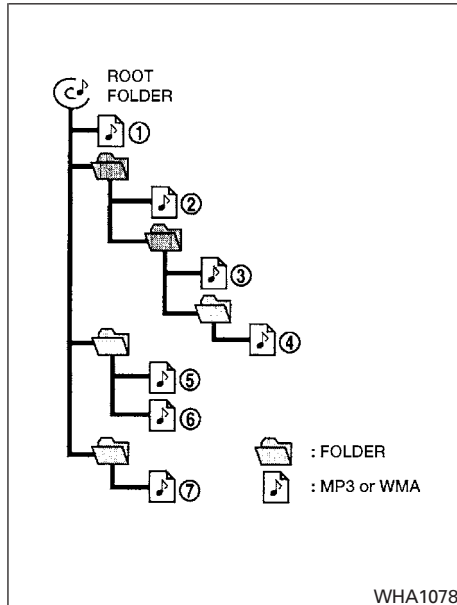 ROOT
FOLDER
①
②
③
④
⑤
⑥
⑦
: FOLDER
: MP3 or WMA
WHA1078